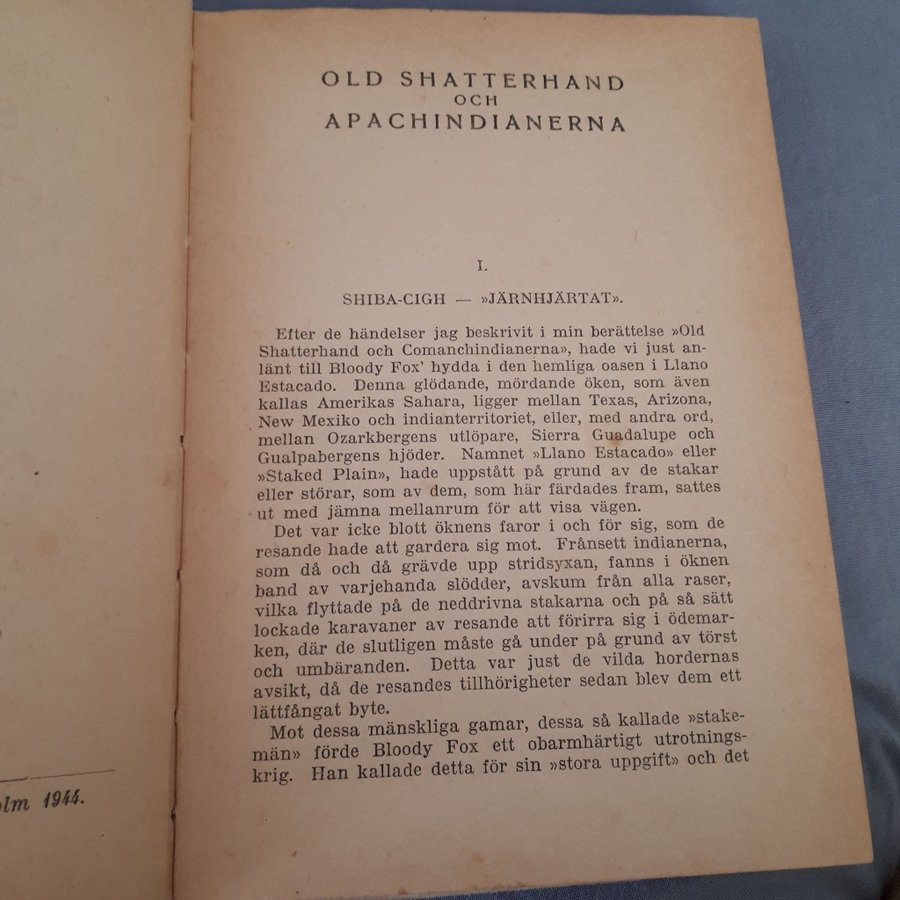 OLD SHATTERHAND
OCH
APACHINDIANERNA
I.
SHIBA-CIGH — »JÄRNHJÄRTAT».
Efter de händelser jag beskrivit i min berättelse »Old
Shatterhand och Comanchindianerna», hade vi just an-
länt till Bloody Fox' hydda i den hemliga oasen i Llano
Estacado. Denna glödande, mördande öken, som även
kallas Amerikas Sahara, ligger mellan Texas, Arizona,
New Mexiko och indianterritoriet, eller, med andra ord,
mellan Ozarkbergens utlöpare, Sierra Guadalupe och
Gualpabergens hjöder. Namnet »Llano Estacado» eller
»Staked Plain», hade uppstått på grund av de stakar
eller störar, som av dem, som här färdades fram, sattes
ut med jämna mellanrum för att visa vägen.
Det var icke blott öknens faror i och för sig, som de
resande hade att gardera sig mot. Frånsett indianerna,
som då och då grävde upp stridsyxan, fanns i öknen
band av varjehanda slödder, avskum från alla raser,
vilka flyttade på de neddrivna stakarna och på så sätt
lockade karavaner av resande att förirra sig i ödemar-
ken, där de slutligen måste gå under på grund av törst
och umbäranden. Detta var just de vilda hordernas
avsikt, då de resandes tillhörigheter sedan blev dem ett
lättfångat byte.
Mot dessa mänskliga gamar, dessa så kallade »stake-
män» förde Bloody Fox ett obarmhärtigt utrotnings-
krig. Han kallade detta för sin »stora uppgift» och det
olm 1944.